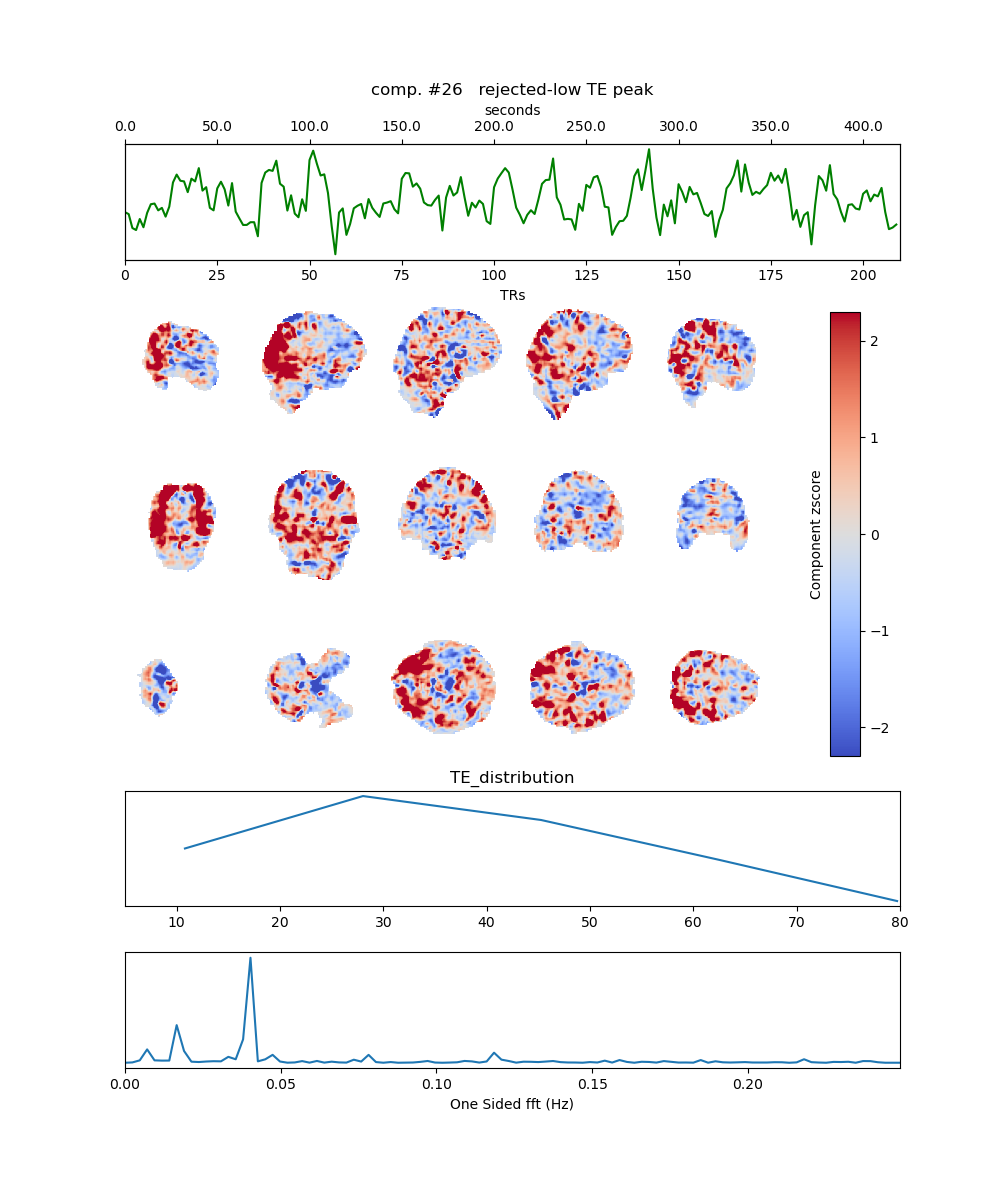 comp. #26   rejected-low TE peak
seconds
0.0 50.0 100.0 150.0 200.0 250.0 300.0 350.0 400.0
0 25 50 75 100 125 150 175 200
TRs
2
1
0
−1
−2
Component zscore
TE_distribution
10 20 30 40 50 60 70 80
0.00 0.05 0.10 0.15 0.20
One Sided fft (Hz)